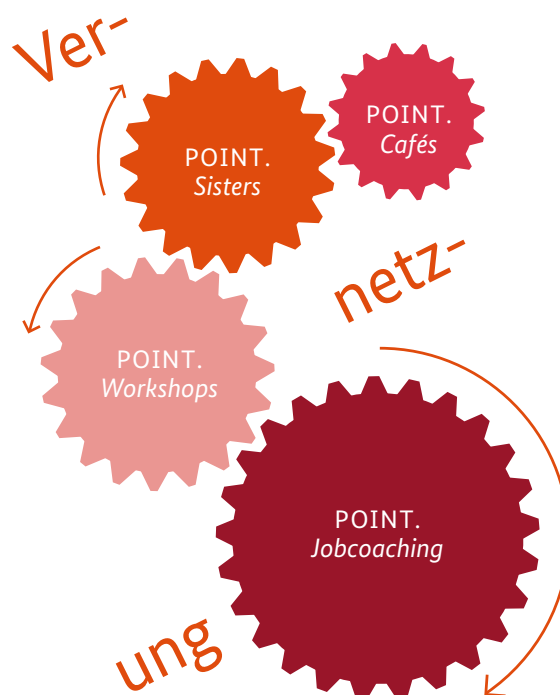 Ver-
POINT.
Cafés
POINT.
Sisters
netz-
POINT.
Workshops
POINT.
Jobcoaching
ung